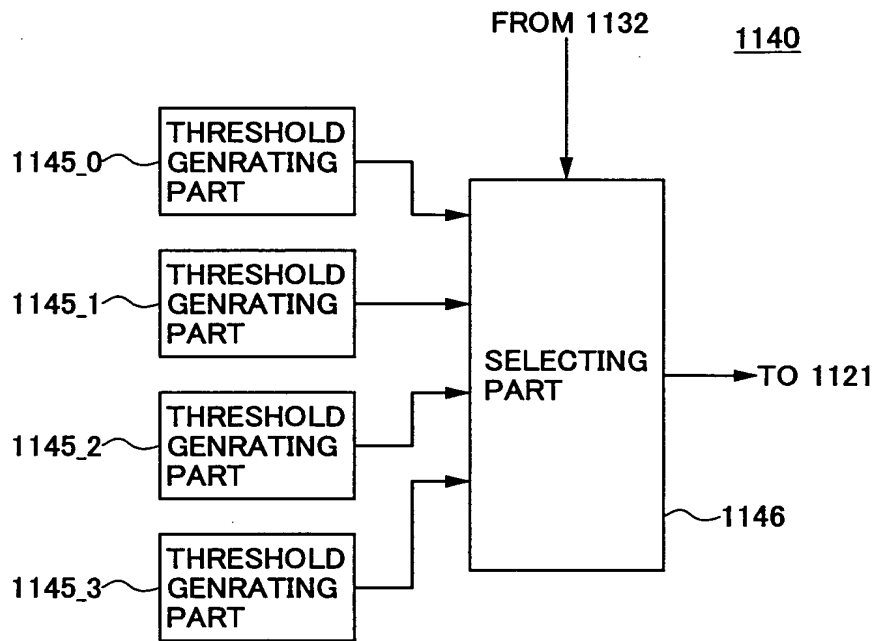 FROM 1132
1140
1145_0
THRESHOLD
GENRATING
PART
1145_1
THRESHOLD
GENRATING
PART
1145_2
THRESHOLD
GENRATING
PART
1145_3
THRESHOLD
GENRATING
PART
SELECTING
PART
TO 1121
1146